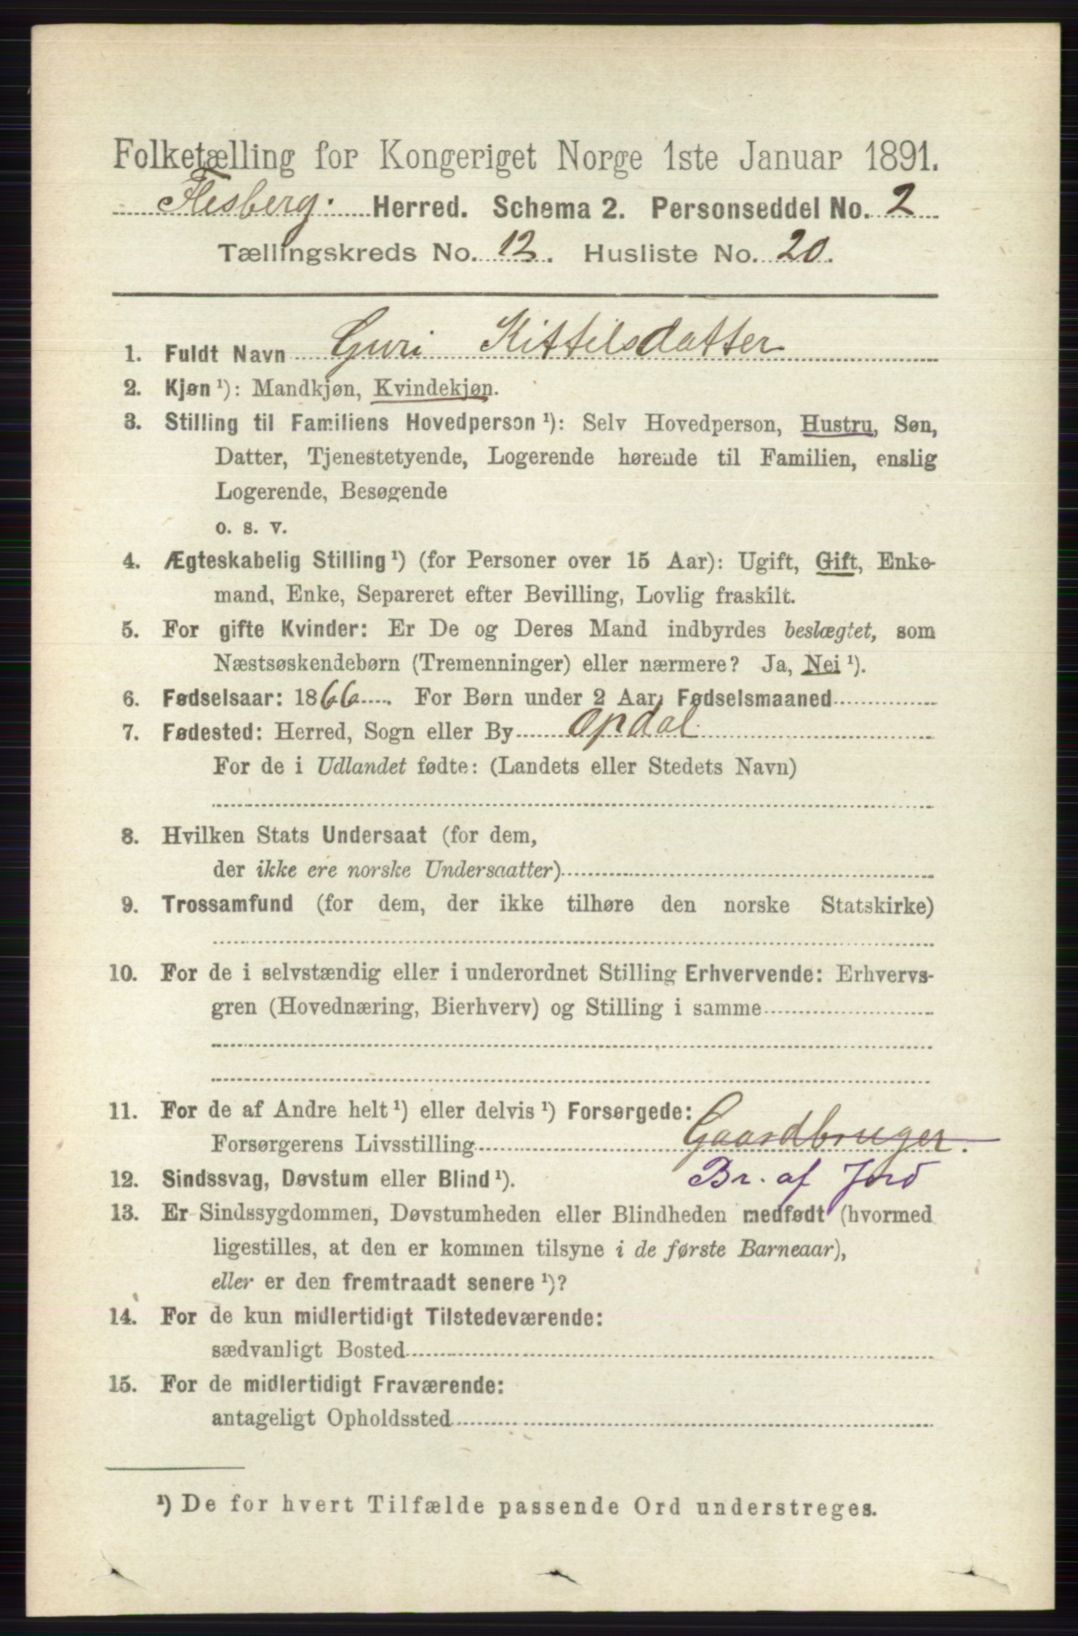 Folketælling for Kongeriget Norge 1ste Januar 1891.
Flesberg. Herred. Schema 2. Personseddel No. 2
Tællingskreds No. 12. Husliste No. 20.
1. Fuldt Navn Guri Kittilsdatter
2. Kjøn ¹): Mandkjøn, Kvindekjøn.
3. Stilling til Familiens Hovedperson ¹): Selv Hovedperson, Hustru, Søn,
Datter, Tjenestetyende, Logerende hørende til Familien, enslig
Logerende, Besøgende
o. s. v.
4. Ægteskabelig Stilling ¹) (for Personer over 15 Aar): Ugift, Gift, Enke-
mand, Enke, Separeret efter Bevilling, Lovlig fraskilt.
5. For gifte Kvinder: Er De og Deres Mand indbyrdes beslægtet, som
Næstsøskendebørn (Tremenninger) eller nærmere? Ja, Nei ¹).
6. Fødselsaar: 1866. For Børn under 2 Aar, Fødselsmaaned
7. Fødested: Herred, Sogn eller By Opdal
For de i Udlandet fødte: (Landets eller Stedets Navn)
8. Hvilken Stats Undersaat (for dem,
der ikke ere norske Undersaatter)
9. Trossamfund (for dem, der ikke tilhøre den norske Statskirke)
10. For de i selvstændig eller i underordnet Stilling Erhvervende: Erhvervs-
gren (Hovednæring, Bierhverv) og Stilling i samme
11. For de af Andre helt ¹) eller delvis ¹) Forsørgede:
Forsørgerens Livsstilling Gaardbruger.
12. Sindssvag, Døvstum eller Blind ¹). Br. af Jord
13. Er Sindssygdommen, Døvstumheden eller Blindheden medfødt (hvormed
ligestilles, at den er kommen tilsyne i de første Barneaar),
eller er den fremtraadt senere ¹)?
14. For de kun midlertidigt Tilstedeværende:
sædvanligt Bosted
15. For de midlertidigt Fraværende:
antageligt Opholdssted
¹) De for hvert Tilfælde passende Ord understreges.